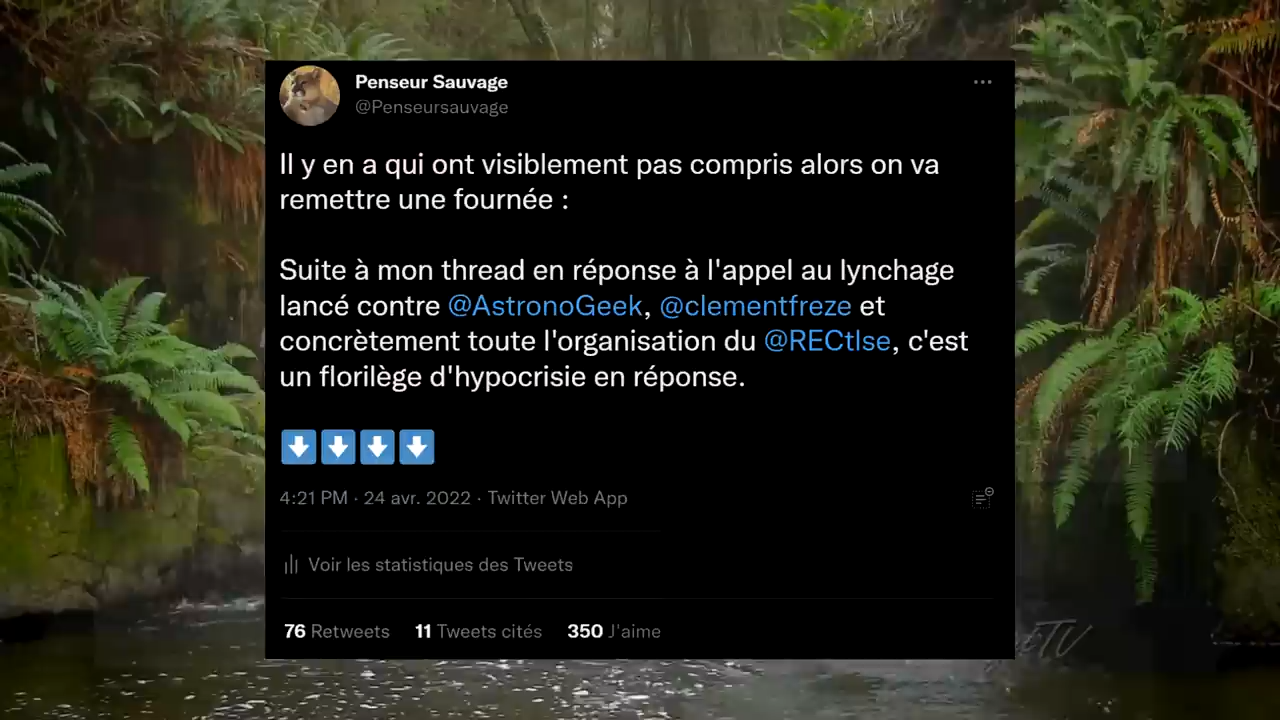 Penseur Sauvage
@Penseursauvage
Il y en a qui ont visiblement pas compris alors on va
remettre une fournée :
Suite à mon thread en réponse à l'appel au lynchage
lancé contre @AstronoGeek, @clementfreze et
concrètement toute l'organisation du @RECtlse, c'est
un florilège d'hypocrisie en réponse.
4:21 PM · 24 avr. 2022 · Twitter Web App
Voir les statistiques des Tweets
76 Retweets 11 Tweets cités 350 J'aime